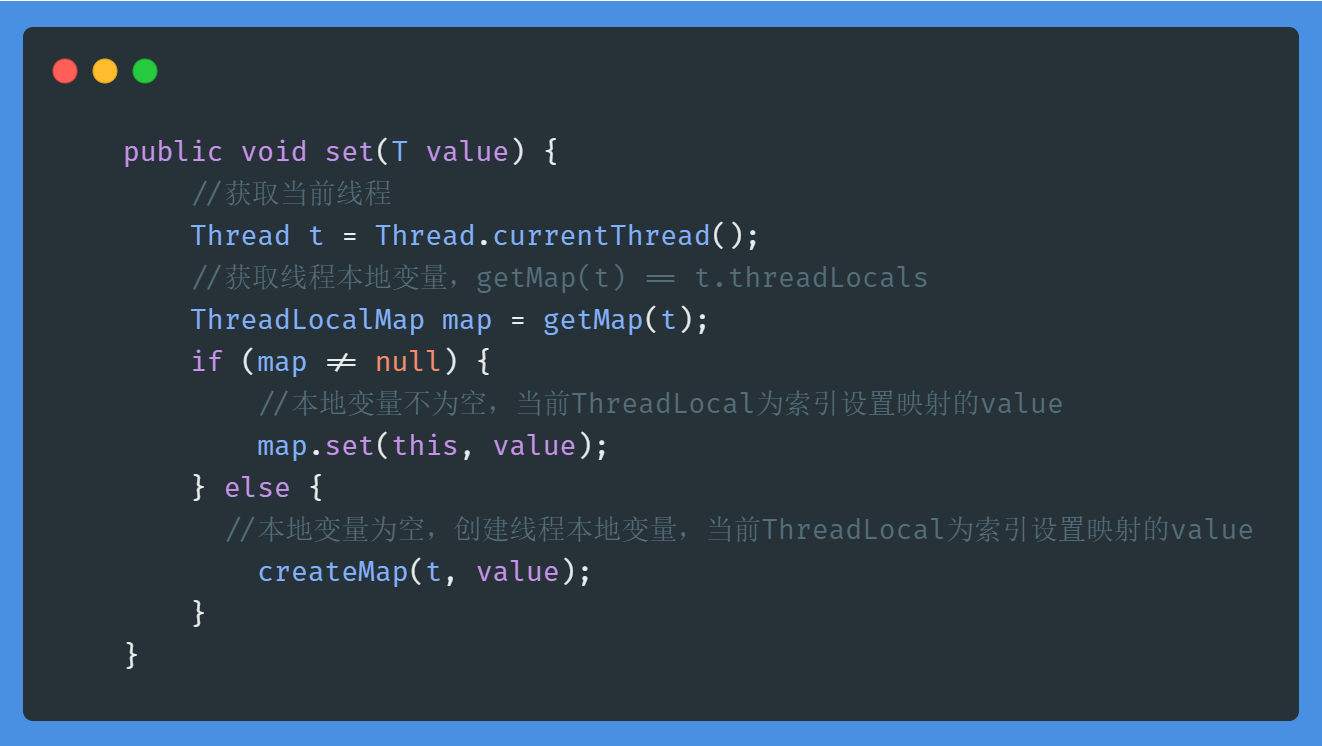 public void set(T value) {
//获取当前线程
Thread t = Thread.currentThread();
//获取线程本地变量，getMap(t) == t.threadLocals
ThreadLocalMap map = getMap(t);
if (map != null) {
//本地变量不为空，当前ThreadLocal为索引设置映射的value
map.set(this, value);
} else {
//本地变量为空，创建线程本地变量，当前ThreadLocal为索引设置映射的value
createMap(t, value);
}
}